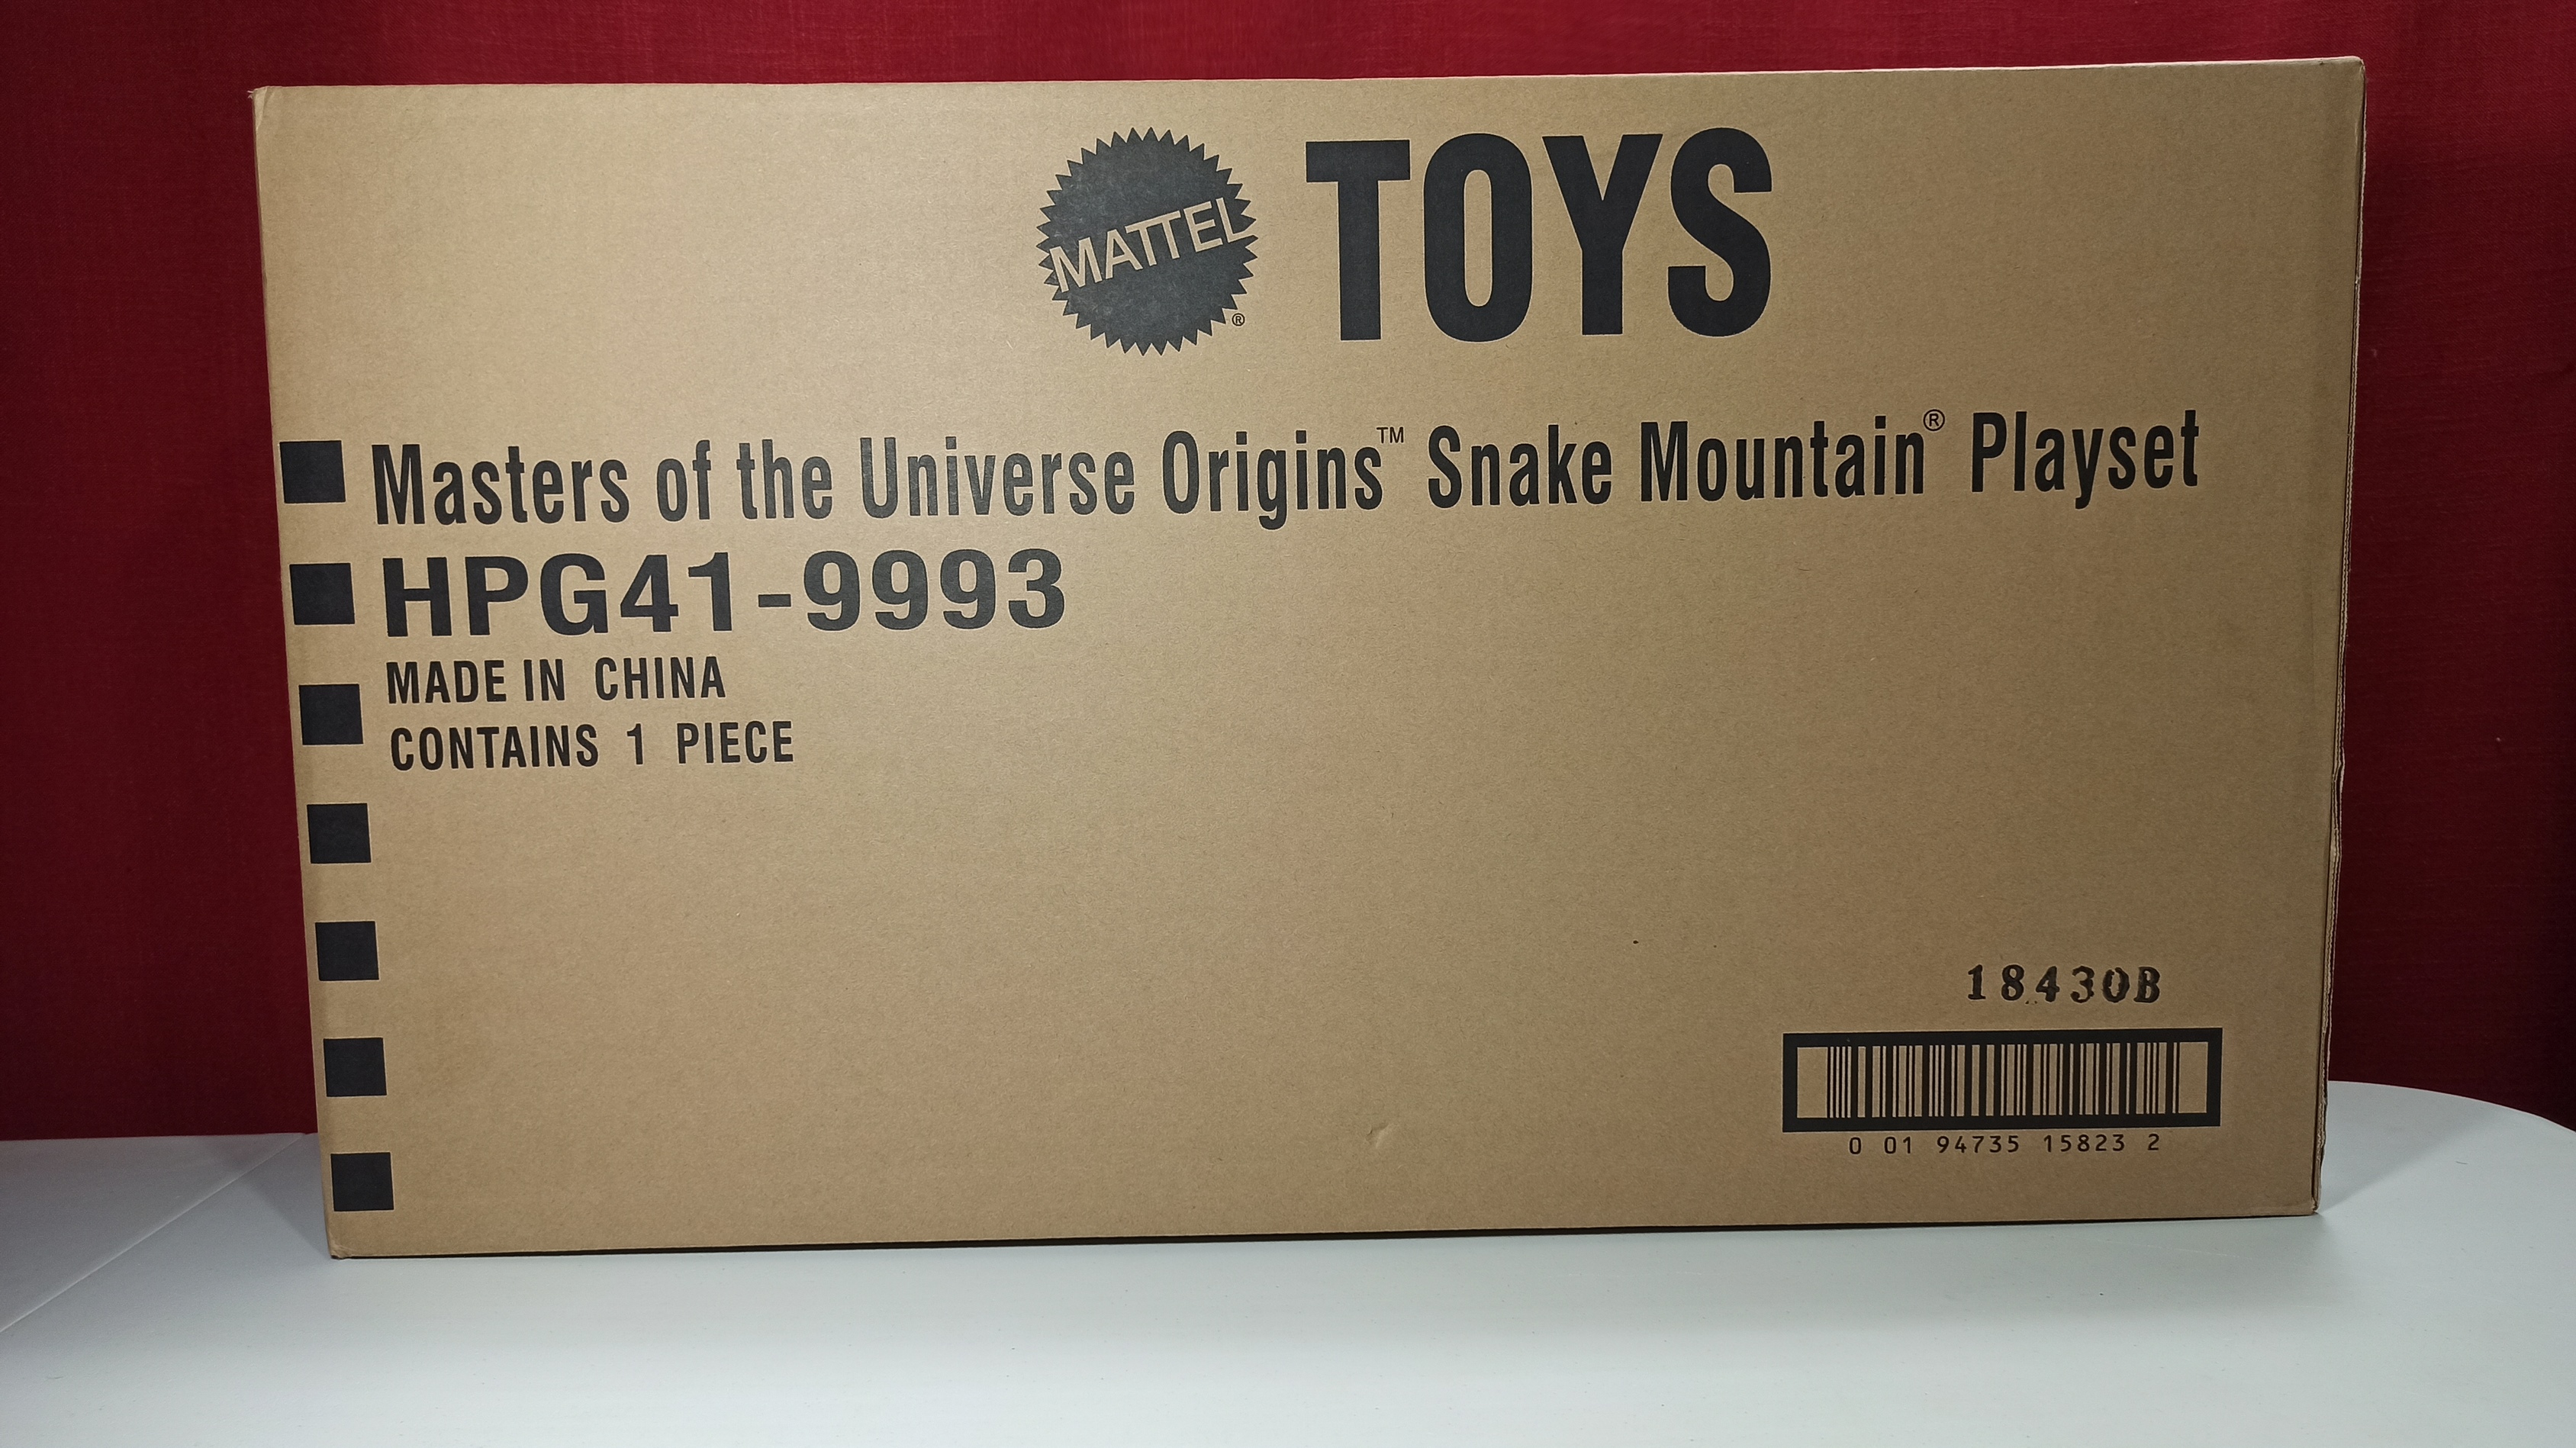 MATTEL® TOYS
Masters of the Universe Origins™ Snake Mountain® Playset
HPG41-9993
MADE IN CHINA
CONTAINS 1 PIECE
18430B
0 01 94735 15823 2